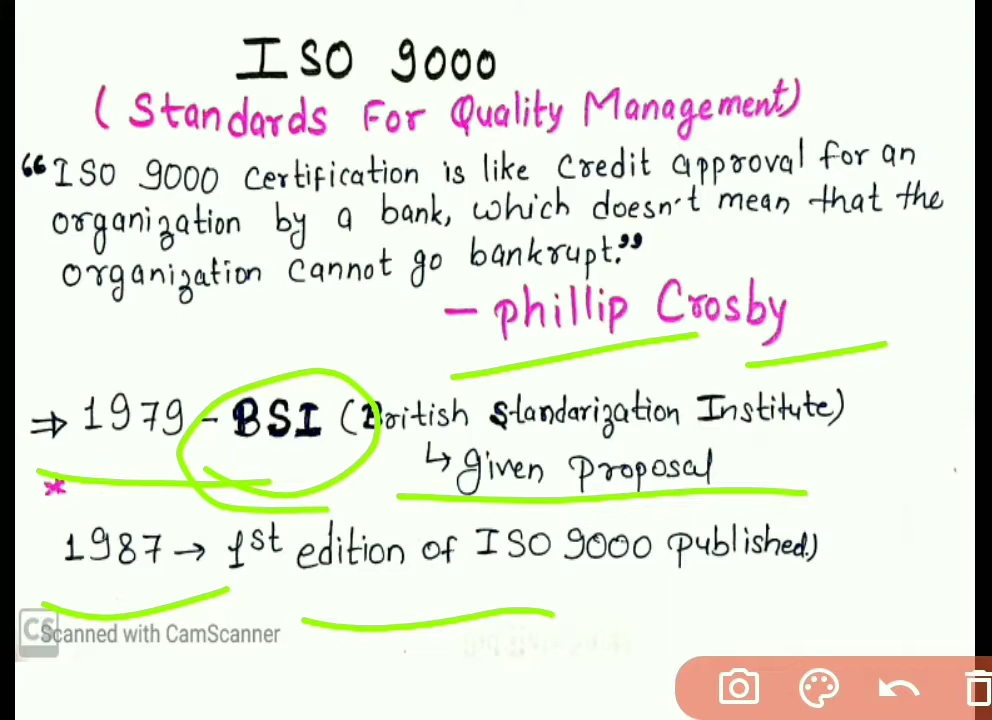 ISO 9000
(Standards For Quality Management)
“ISO 9000 Certification is like Credit approval for an
organization by a bank, which doesn't mean that the
organization cannot go bankrupt.”
- phillip Crosby
⇒ 1979 - BSI (British Standarization Institute)
↳ given proposal
*
1987 → 1st edition of ISO 9000 published.)
CS
Scanned with CamScanner